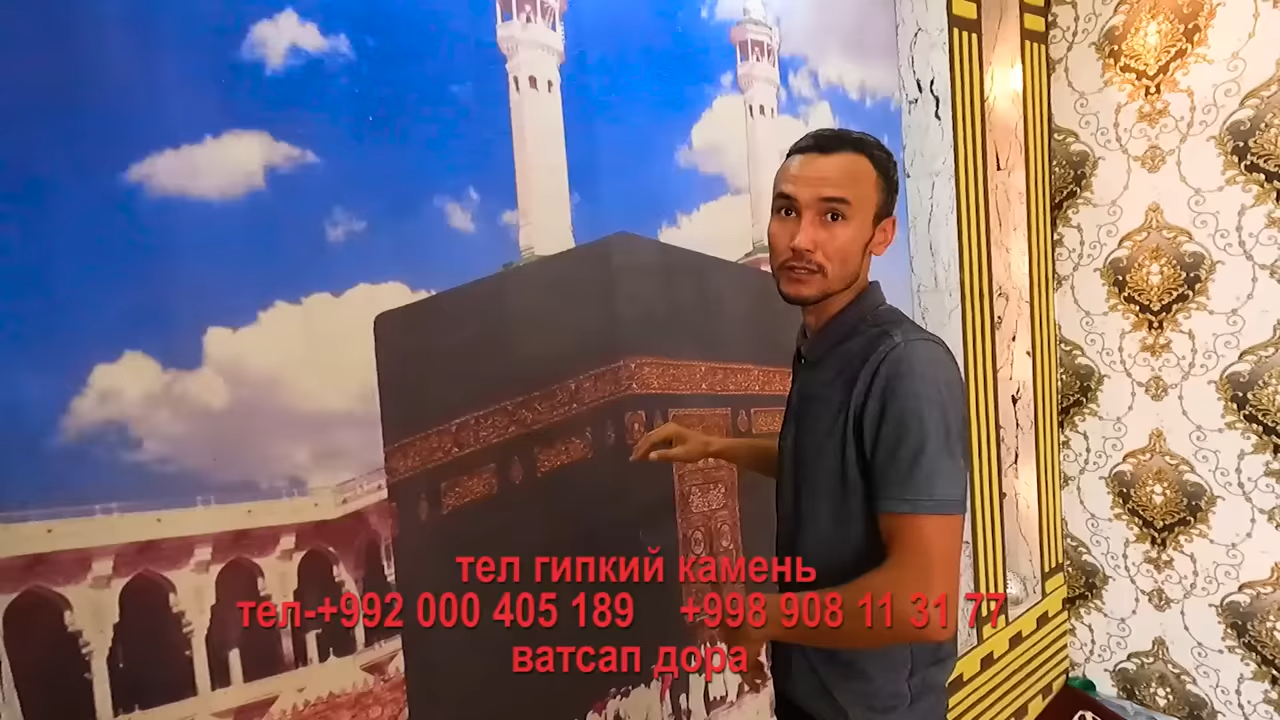 тел гипкий камень
тел-+992 000 405 189 +998 908 11 31 77
ватсап дора